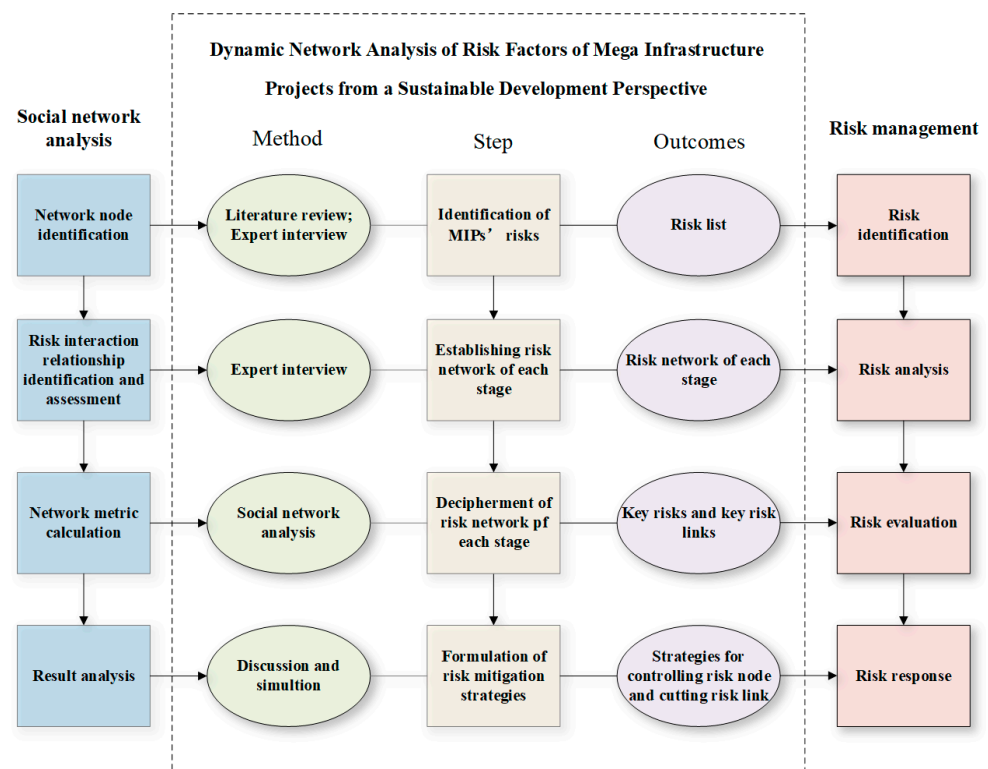 Dynamic Network Analysis of Risk Factors of Mega Infrastructure
Projects from a Sustainable Development Perspective
Social network
analysis
Method
Step
Outcomes
Risk management
Network node
identification
Literature review;
Expert interview
Identification of
MIPs’ risks
Risk list
Risk
identification
Risk interaction
relationship
identification and
assessment
Expert interview
Establishing risk
network of each
stage
Risk network of each
stage
Risk analysis
Network metric
calculation
Social network
analysis
Decipherment of
risk network pf
each stage
Key risks and key risk
links
Risk evaluation
Result analysis
Discussion and
simultion
Formulation of
risk mitigation
strategies
Strategies for
controlling risk node
and cutting risk link
Risk response